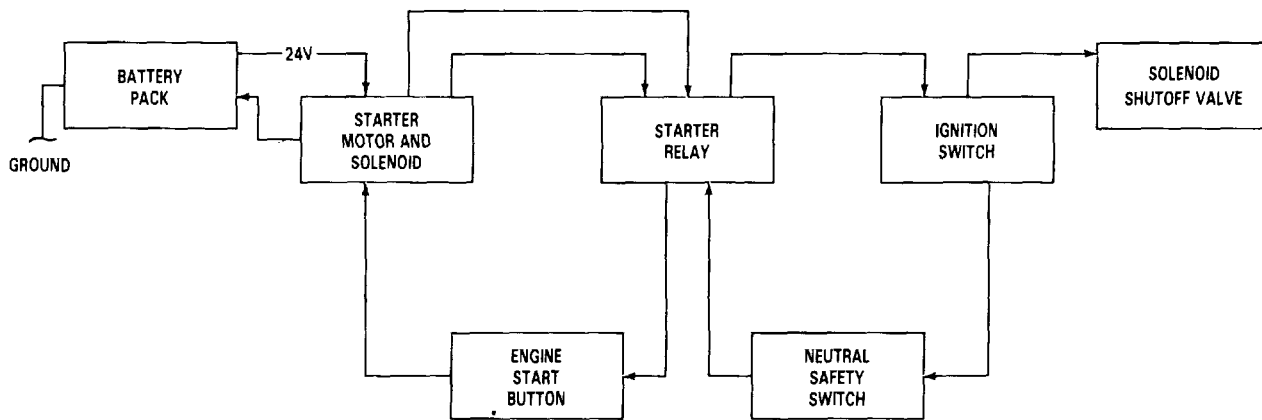 BATTERY
PACK
24V
GROUND
STARTER
MOTOR AND
SOLENOID
STARTER
RELAY
IGNITION
SWITCH
SOLENOID
SHUTOFF VALVE
ENGINE
START
BUTTON
NEUTRAL
SAFETY
SWITCH